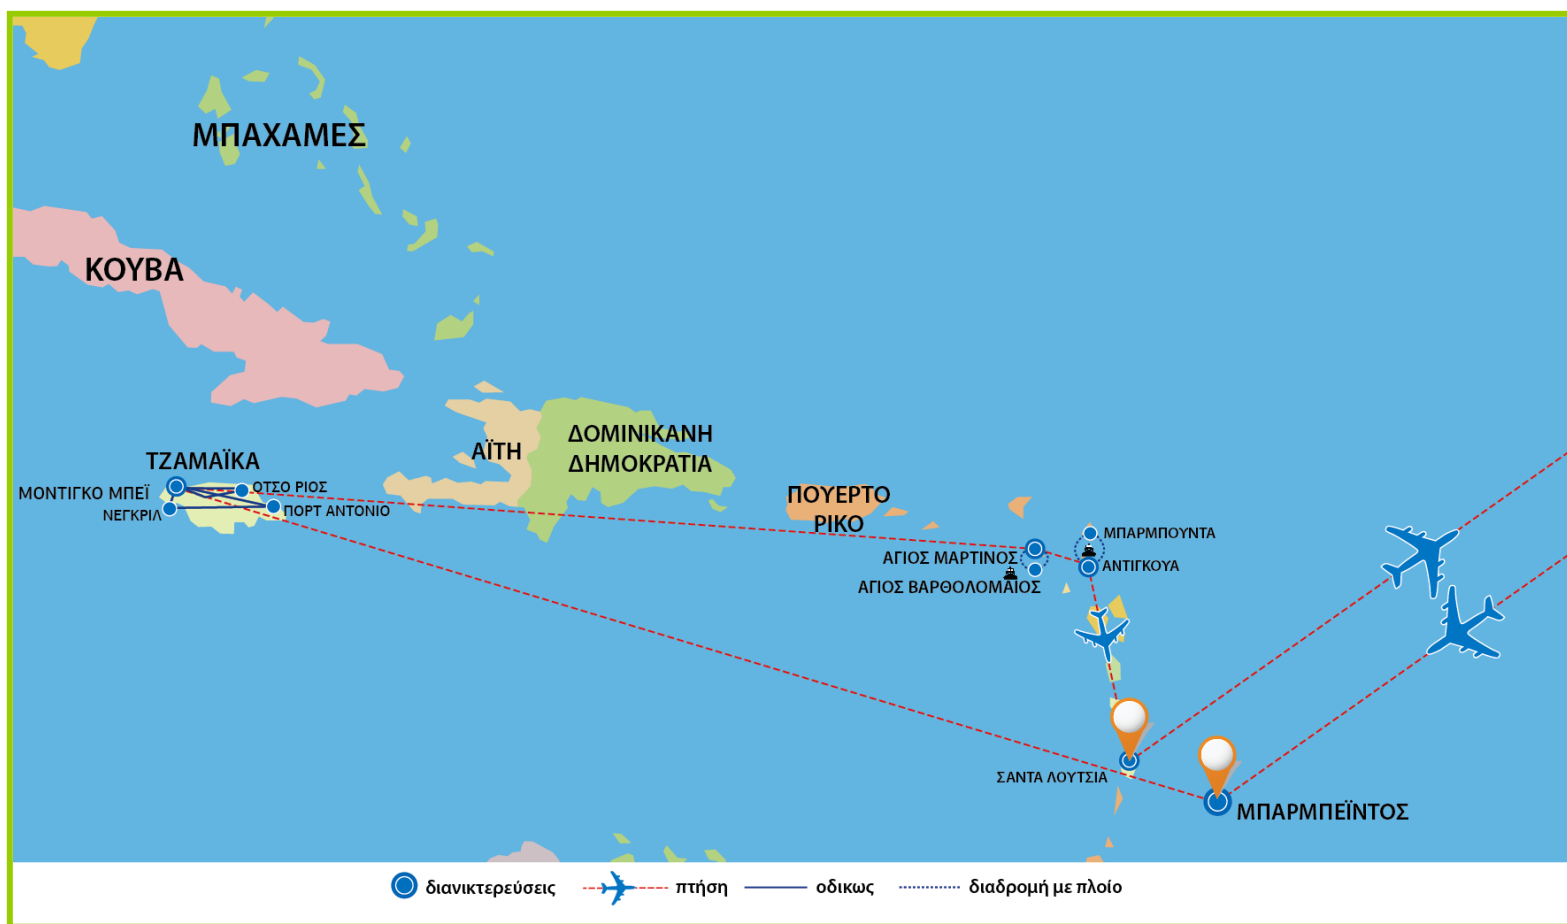 ΜΠΑΧΑΜΕΣ
ΚΟΥΒΑ
ΤΖΑΜΑΪΚΑ
ΜΟΝΤΙΓΚΟ ΜΠΕΪ
ΟΤΣΟ ΡΙΟΣ
ΝΕΓΚΡΙΛ
ΠΟΡΤ ΑΝΤΟΝΙΟ
ΑΪΤΗ
ΔΟΜΙΝΙΚΑΝΗ
ΔΗΜΟΚΡΑΤΙΑ
ΠΟΥΕΡΤΟ
ΡΙΚΟ
ΑΓΙΟΣ ΜΑΡΤΙΝΟΣ
ΑΓΙΟΣ ΒΑΡΘΟΛΟΜΑΙΟΣ
ΜΠΑΡΜΠΟΥΝΤΑ
ΑΝΤΙΓΚΟΥΑ
ΣΑΝΤΑ ΛΟΥΤΣΙΑ
ΜΠΑΡΜΠΕΪΝΤΟΣ
διανικτερεύσεις πτήση οδικως διαδρομή με πλοίο